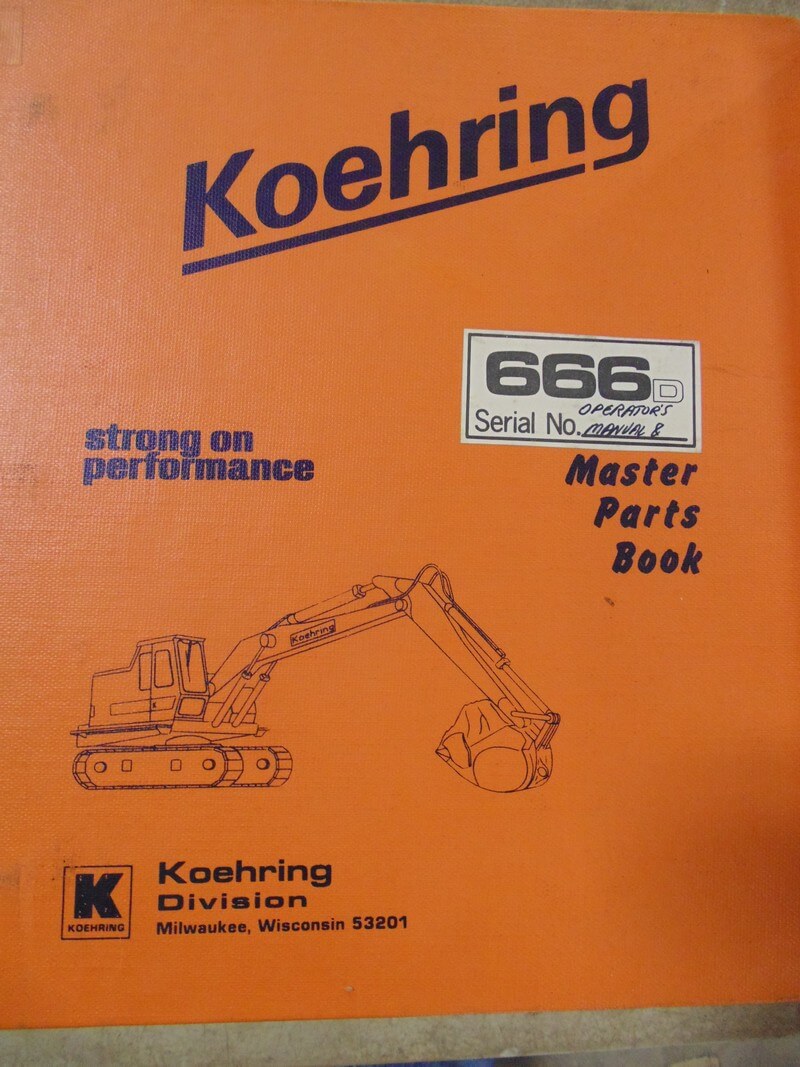 Koehring
666D
OPERATOR'S
Serial No. MANUAL &
strong on
performance
Master
Parts
Book
Koehring
K
KOEHRING
Koehring
Division
Milwaukee, Wisconsin 53201